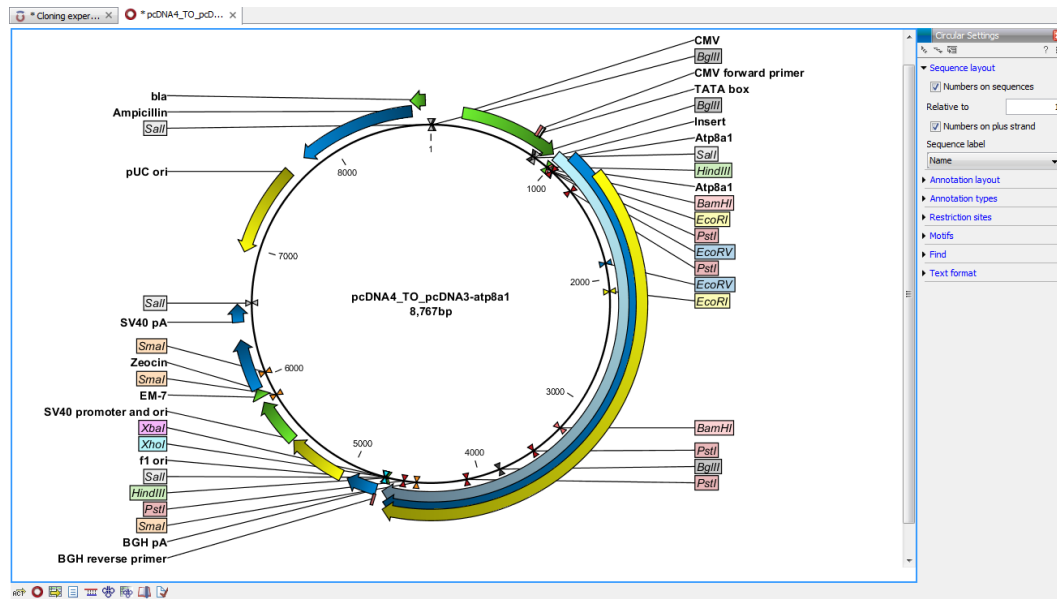 * Cloning exper...
* pcDNA4_TO_pcD...
CMV
BglII
CMV forward primer
TATA box
BglII
Insert
Atp8a1
SalI
HindIII
Atp8a1
BamHI
EcoRI
PstI
EcoRV
PstI
EcoRV
EcoRI
BamHI
PstI
BglII
PstI
bla
Ampicillin
SalI
pUC ori
SalI
SV40 pA
SmaI
Zeocin
SmaI
EM-7
SV40 promoter and ori
XbaI
XhoI
f1 ori
SalI
HindIII
PstI
SmaI
BGH pA
BGH reverse primer
1
1000
2000
3000
4000
5000
6000
7000
8000
pcDNA4_TO_pcDNA3-atp8a1
8,767bp
Circular Settings
?
Sequence layout
Numbers on sequences
Relative to
1
Numbers on plus strand
Sequence label
Name
Annotation layout
Annotation types
Restriction sites
Motifs
Find
Text format